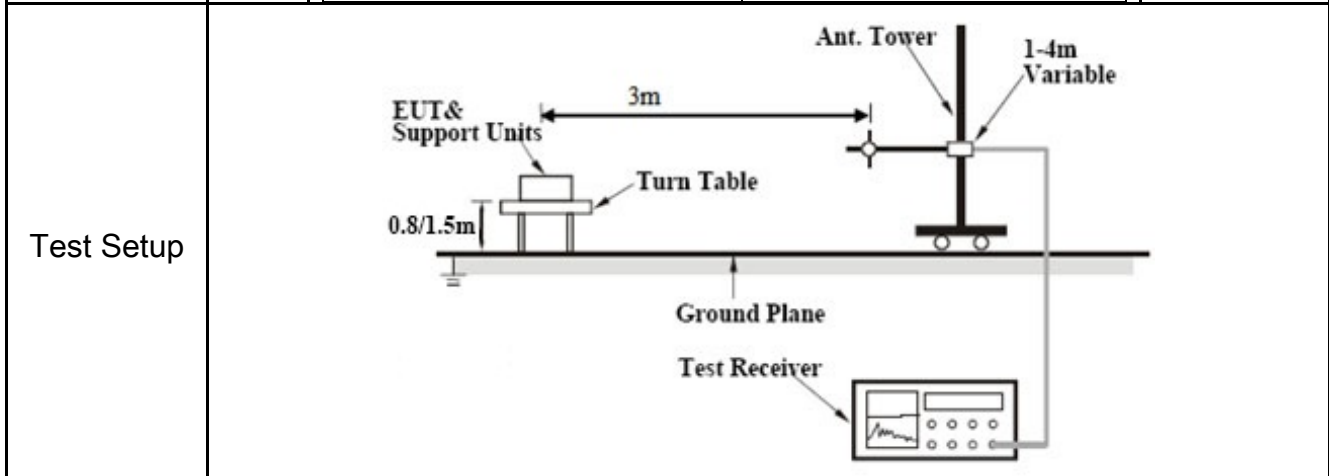 Test Setup
Ant. Tower
1-4m
Variable
3m
EUT&
Support Units
Turn Table
0.8/1.5m
Ground Plane
Test Receiver